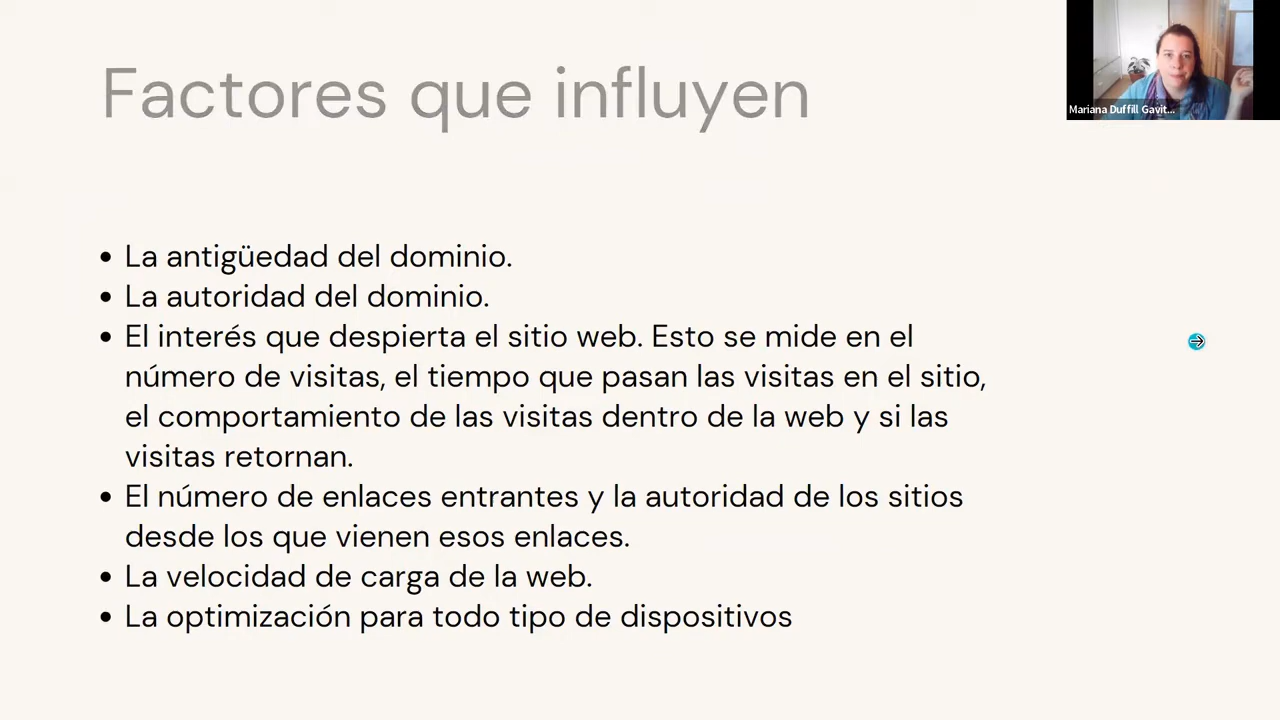 Factores que influyen
Mariana Duffill Gavit...
• La antigüedad del dominio.
• La autoridad del dominio.
• El interés que despierta el sitio web. Esto se mide en el
número de visitas, el tiempo que pasan las visitas en el sitio,
el comportamiento de las visitas dentro de la web y si las
visitas retornan.
• El número de enlaces entrantes y la autoridad de los sitios
desde los que vienen esos enlaces.
• La velocidad de carga de la web.
• La optimización para todo tipo de dispositivos